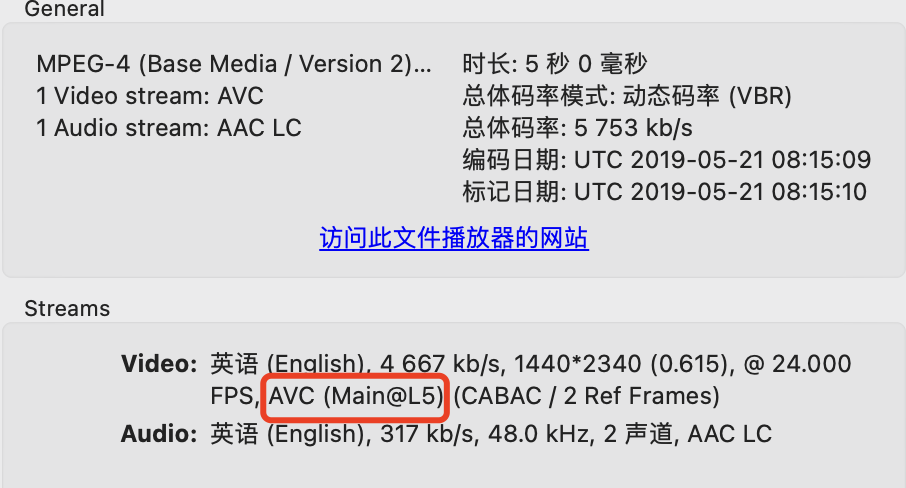 General
MPEG-4 (Base Media / Version 2)...
1 Video stream: AVC
1 Audio stream: AAC LC
时长: 5 秒 0 毫秒
总体码率模式: 动态码率 (VBR)
总体码率: 5 753 kb/s
编码日期: UTC 2019-05-21 08:15:09
标记日期: UTC 2019-05-21 08:15:10
访问此文件播放器的网站
Streams
Video: 英语 (English), 4 667 kb/s, 1440*2340 (0.615), @ 24.000
FPS, AVC (Main@L5) (CABAC / 2 Ref Frames)
Audio: 英语 (English), 317 kb/s, 48.0 kHz, 2 声道, AAC LC